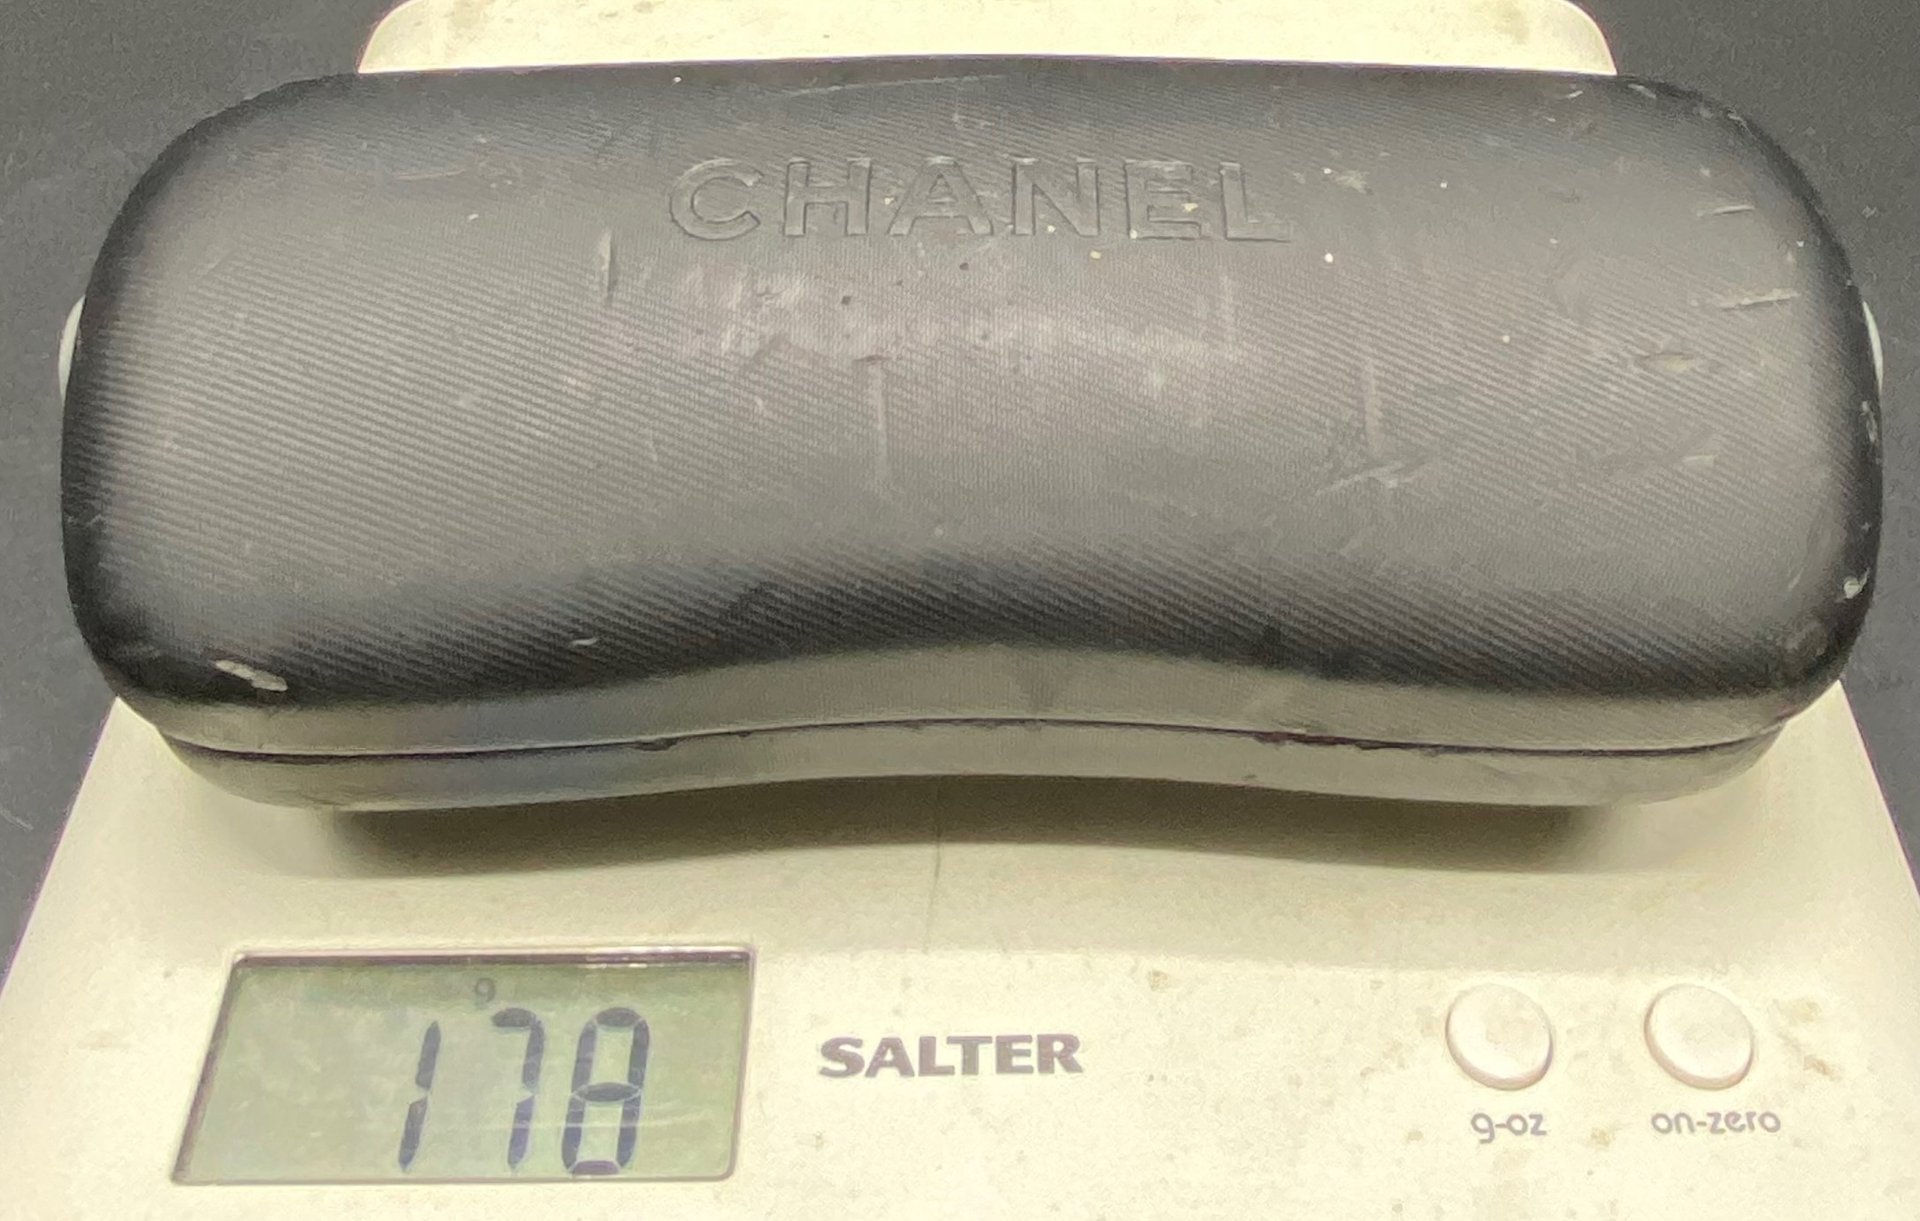 CHANEL
g
178
SALTER
g-oz
on-zero